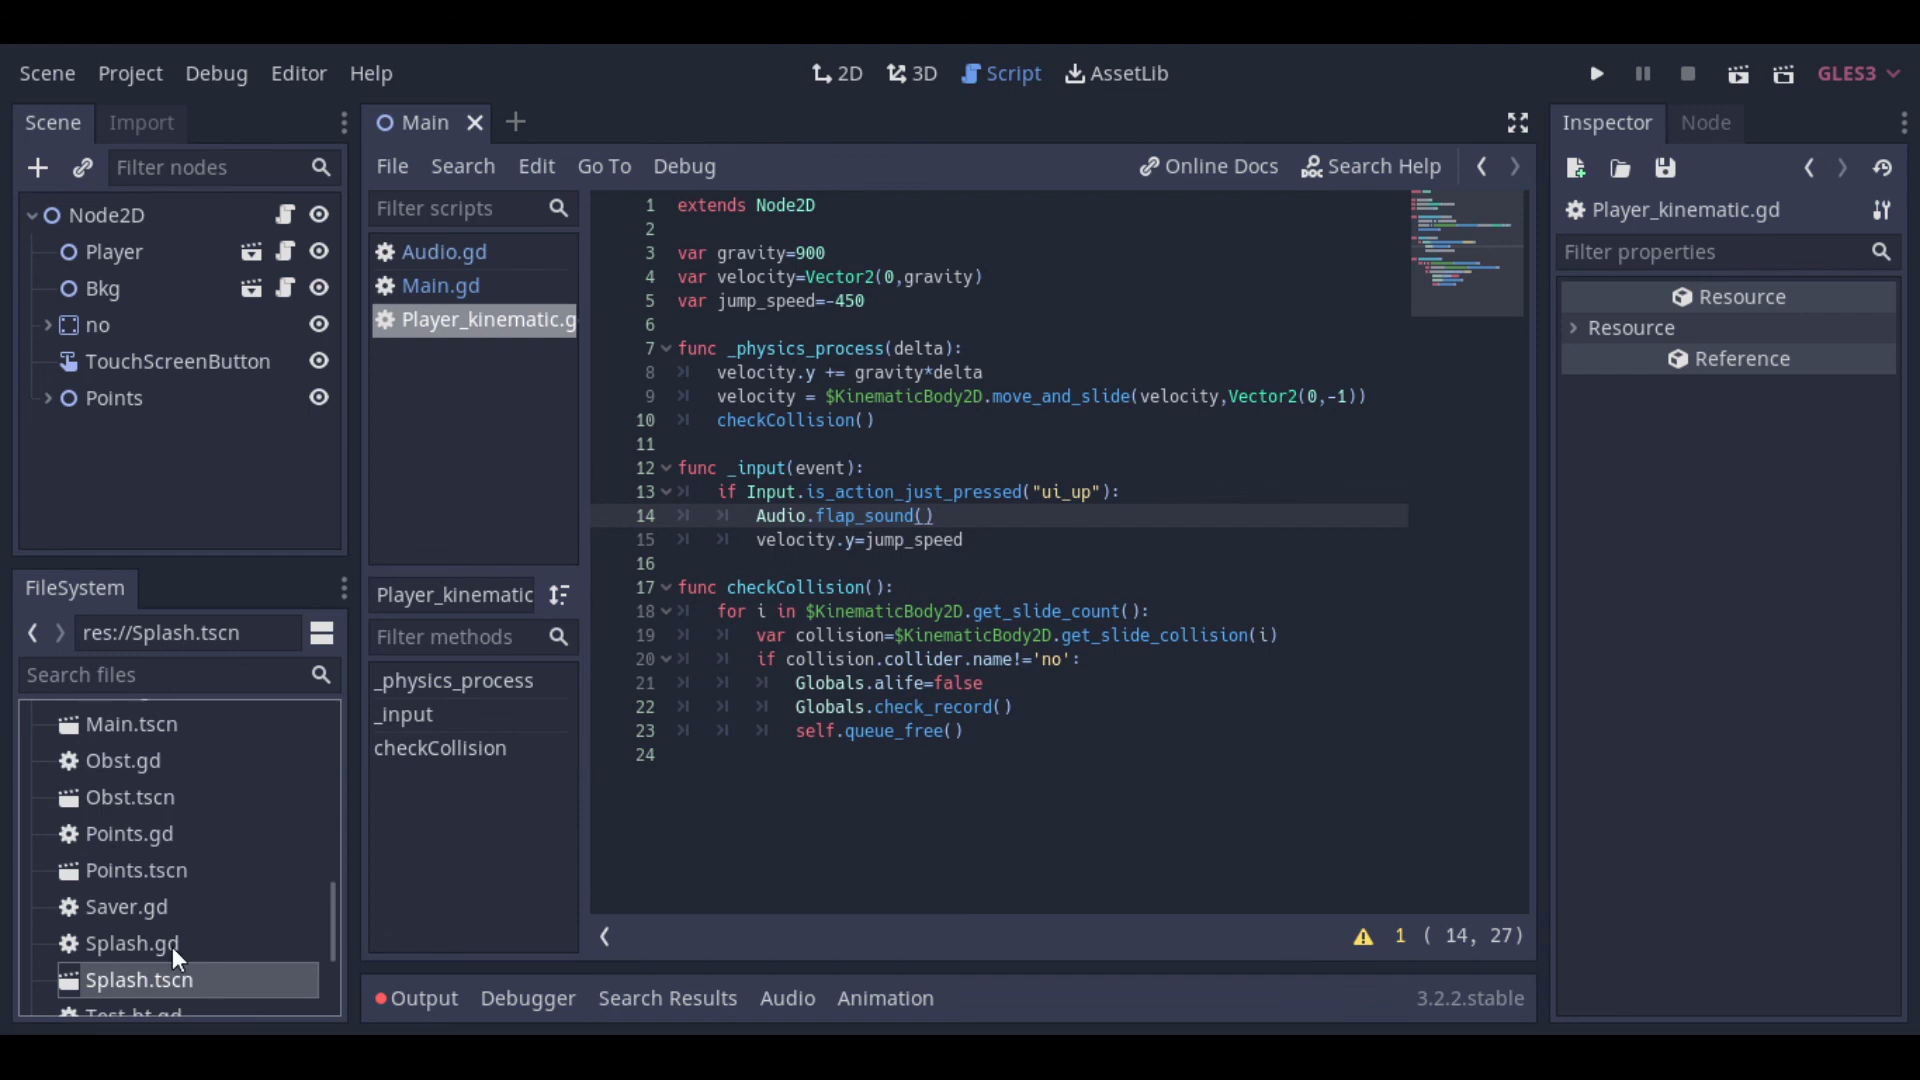 Scene Project Debug Editor Help
2D 3D Script AssetLib
GLES3
Scene Import
Filter nodes
Node2D
Player
Bkg
no
TouchScreenButton
Points
FileSystem
res://Splash.tscn
Search files
Main.tscn
Obst.gd
Obst.tscn
Points.gd
Points.tscn
Saver.gd
Splash.gd
Splash.tscn
Main
File Search Edit Go To Debug
Online Docs Search Help
Filter scripts
Audio.gd
Main.gd
Player_kinematic.g
Player_kinematic
Filter methods
_physics_process
_input
checkCollision
1 extends Node2D
2
3 var gravity=900
4 var velocity=Vector2(0,gravity)
5 var jump_speed=-450
6
7 func _physics_process(delta):
8 velocity.y += gravity*delta
9 velocity = $KinematicBody2D.move_and_slide(velocity,Vector2(0,-1))
10 checkCollision()
11
12 func _input(event):
13 if Input.is_action_just_pressed("ui_up"):
14 Audio.flap_sound()
15 velocity.y=jump_speed
16
17 func checkCollision():
18 for i in $KinematicBody2D.get_slide_count():
19 var collision=$KinematicBody2D.get_slide_collision(i)
20 if collision.collider.name!='no':
21 Globals.alife=false
22 Globals.check_record()
23 self.queue_free()
24
1 ( 14, 27)
Output Debugger Search Results Audio Animation
3.2.2.stable
Inspector Node
Player_kinematic.gd
Filter properties
Resource
Resource
Reference